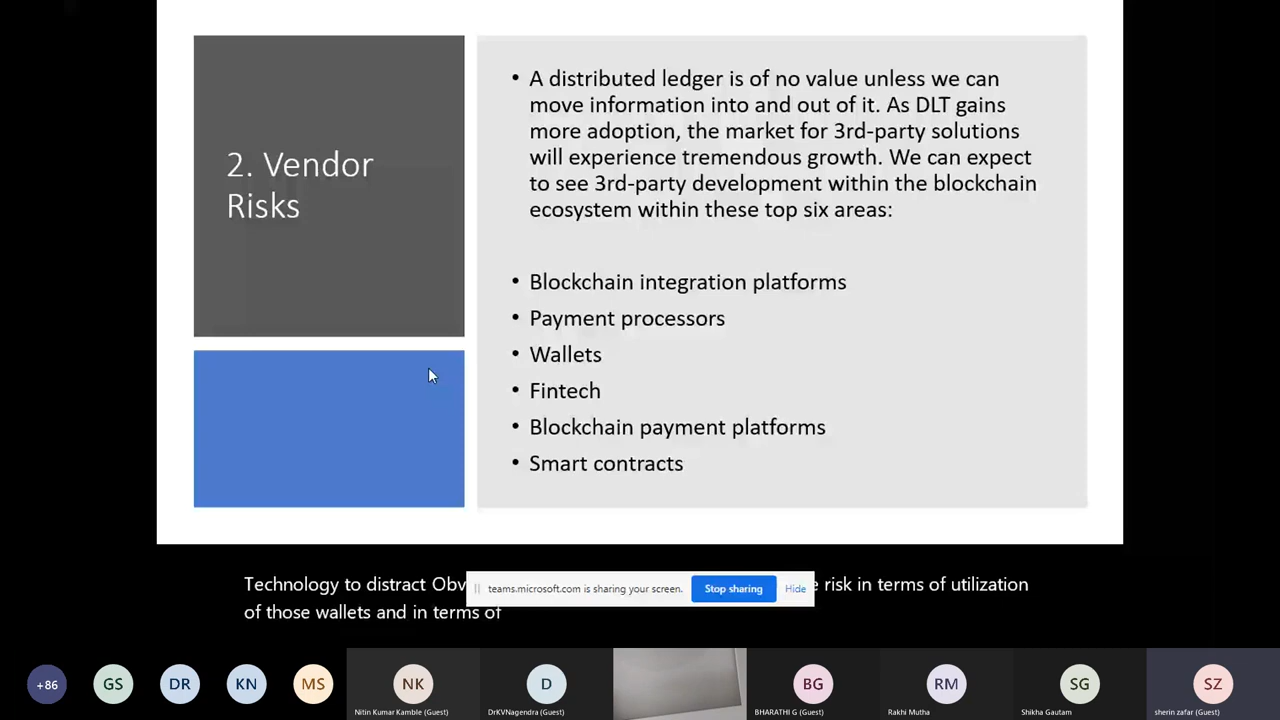 2. Vendor
Risks
• A distributed ledger is of no value unless we can
move information into and out of it. As DLT gains
more adoption, the market for 3rd-party solutions
will experience tremendous growth. We can expect
to see 3rd-party development within the blockchain
ecosystem within these top six areas:
• Blockchain integration platforms
• Payment processors
• Wallets
• Fintech
• Blockchain payment platforms
• Smart contracts
Technology to distract risk in terms of utilization
of those wallets and in terms of
teams.microsoft.com is sharing your screen. Stop sharing Hide
+86 GS DR KN MS NK D BG RM SG SZ
Nitin Kumar Kamble (Guest) DrKVNagendra (Guest) BHARATHI G (Guest) Rakhi Mutha Shikha Gautam sherin zafar (Guest)